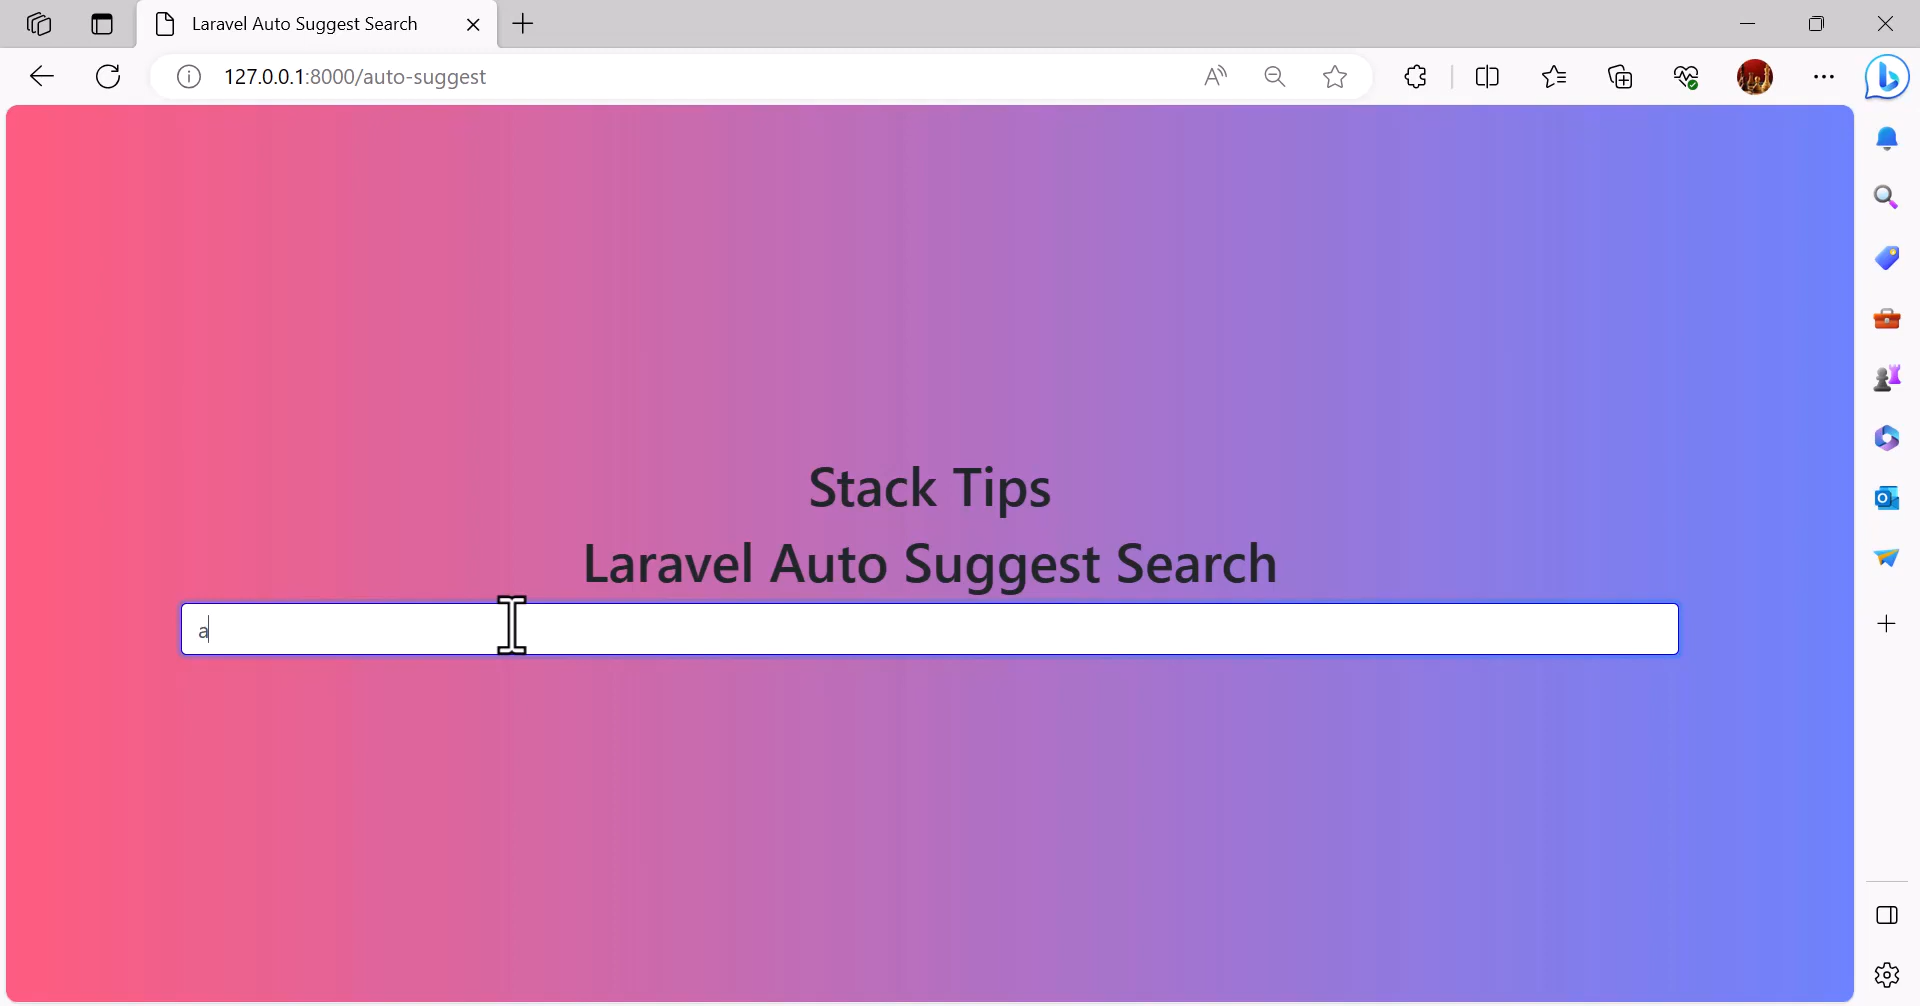 Laravel Auto Suggest Search
127.0.0.1:8000/auto-suggest
Stack Tips
Laravel Auto Suggest Search
a